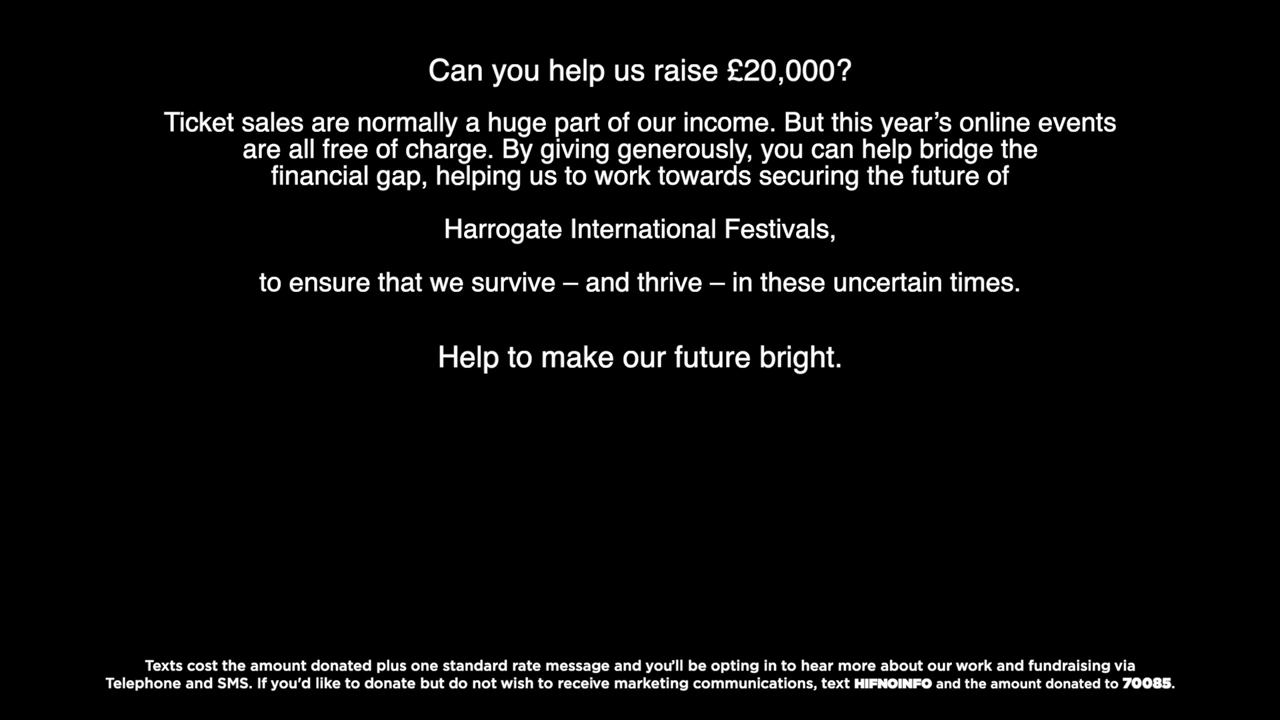 Can you help us raise £20,000?
Ticket sales are normally a huge part of our income. But this year’s online events
are all free of charge. By giving generously, you can help bridge the
financial gap, helping us to work towards securing the future of
Harrogate International Festivals,
to ensure that we survive – and thrive – in these uncertain times.
Help to make our future bright.
Texts cost the amount donated plus one standard rate message and you’ll be opting in to hear more about our work and fundraising via
Telephone and SMS. If you'd like to donate but do not wish to receive marketing communications, text HIFNOINFO and the amount donated to 70085.